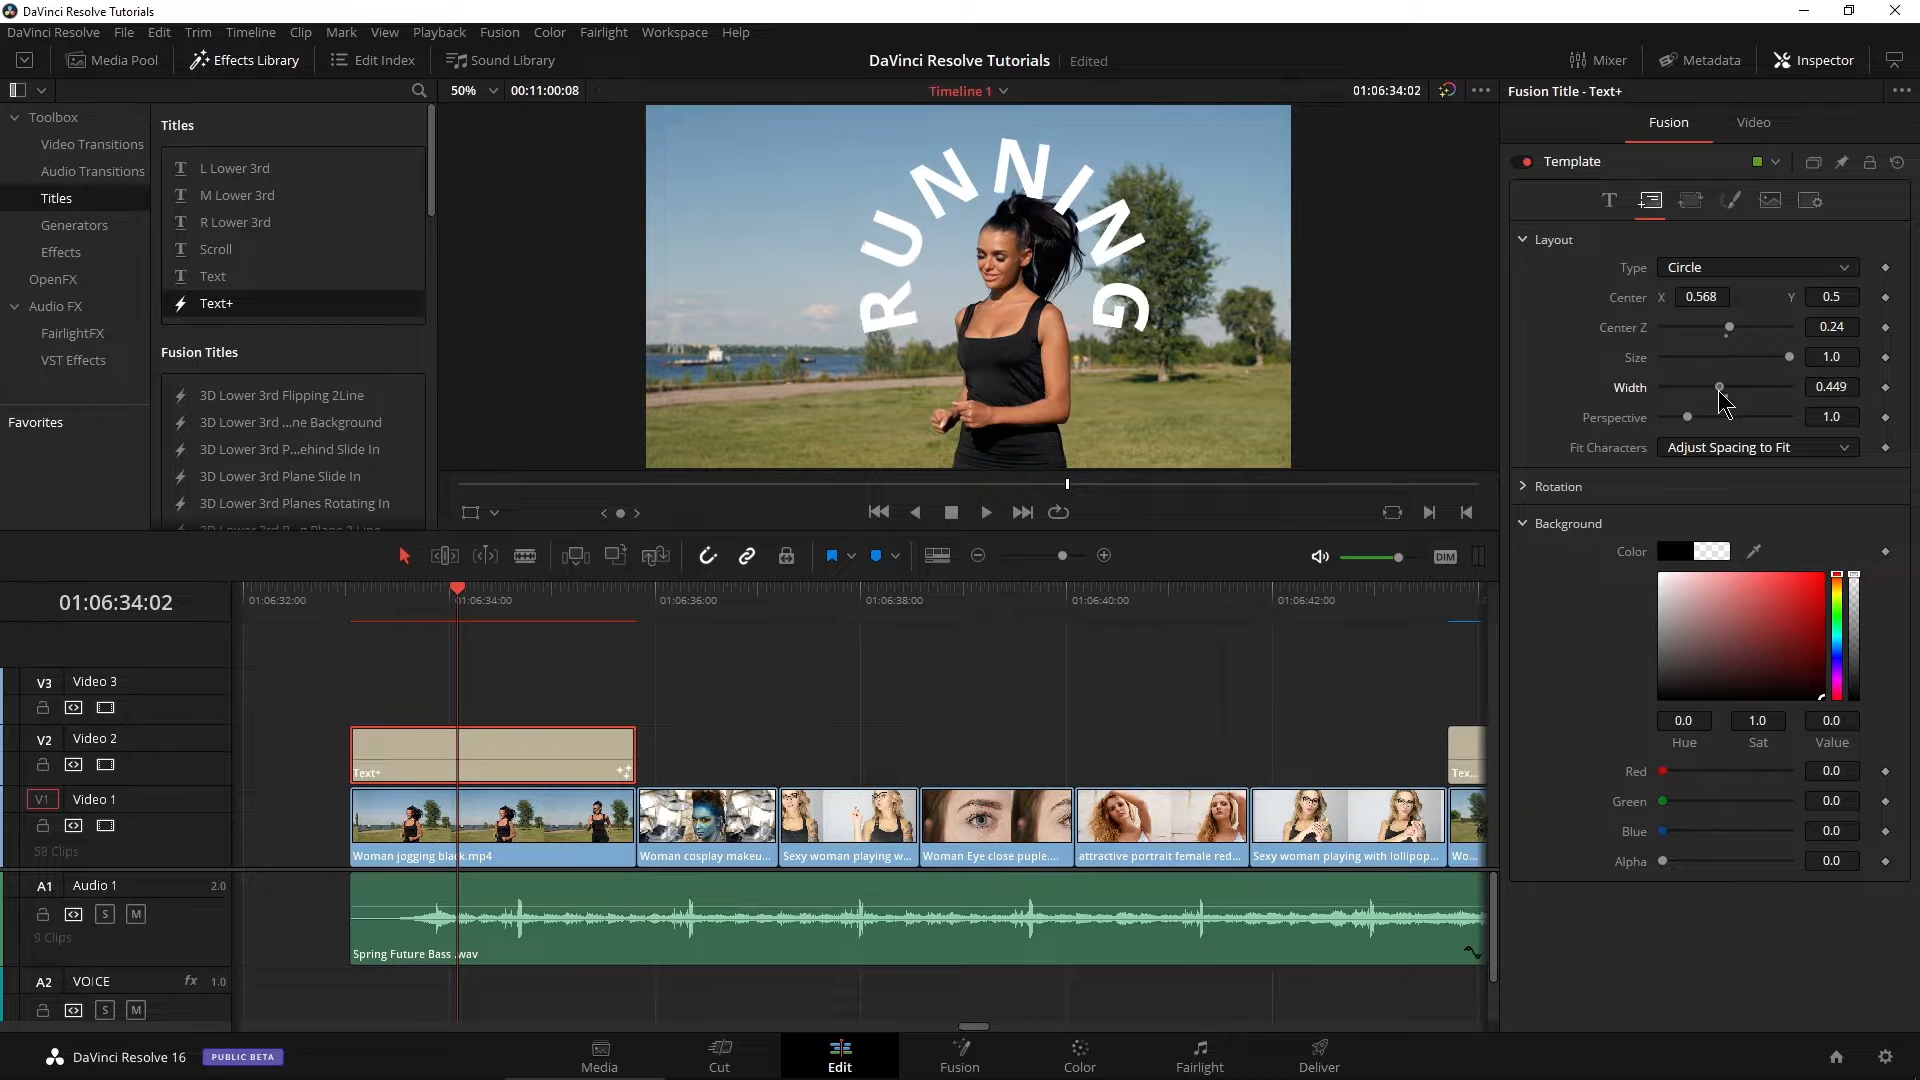 DaVinci Resolve Tutorials
DaVinci Resolve File Edit Trim Timeline Clip Mark View Playback Fusion Color Fairlight Workspace Help
Media Pool Effects Library Edit Index Sound Library DaVinci Resolve Tutorials Edited Mixer Metadata Inspector
50% 00:11:00:08 Timeline 1 01:06:34:02 Fusion Title - Text+
Toolbox
Video Transitions
Audio Transitions
Titles
Generators
Effects
OpenFX
Audio FX
FairlightFX
VST Effects
Favorites
Titles
L Lower 3rd
M Lower 3rd
R Lower 3rd
Scroll
Text
Text+
Fusion Titles
3D Lower 3rd Flipping 2Line
3D Lower 3rd ...ne Background
3D Lower 3rd P...ehind Slide In
3D Lower 3rd Plane Slide In
3D Lower 3rd Planes Rotating In
RUNNING
Fusion Video
Template
Layout
Type Circle
Center X 0.568 Y 0.5
Center Z 0.24
Size 1.0
Width 0.449
Perspective 1.0
Fit Characters Adjust Spacing to Fit
Rotation
Background
Color
0.0 1.0 0.0
Hue Sat Value
Red 0.0
Green 0.0
Blue 0.0
Alpha 0.0
DIM
01:06:34:02
01:06:32:00 01:06:34:00 01:06:36:00 01:06:38:00 01:06:40:00 01:06:42:00
V3 Video 3
V2 Video 2
Text+ Tex...
V1 Video 1
58 Clips
Woman jogging black.mp4 Woman cosplay makeu... Sexy woman playing w... Woman Eye close puple.... attractive portrait female red... Sexy woman playing with lollipop... Wo...
A1 Audio 1 2.0
S M
9 Clips
Spring Future Bass .wav
A2 VOICE fx 1.0
S M
DaVinci Resolve 16 PUBLIC BETA
Media Cut Edit Fusion Color Fairlight Deliver